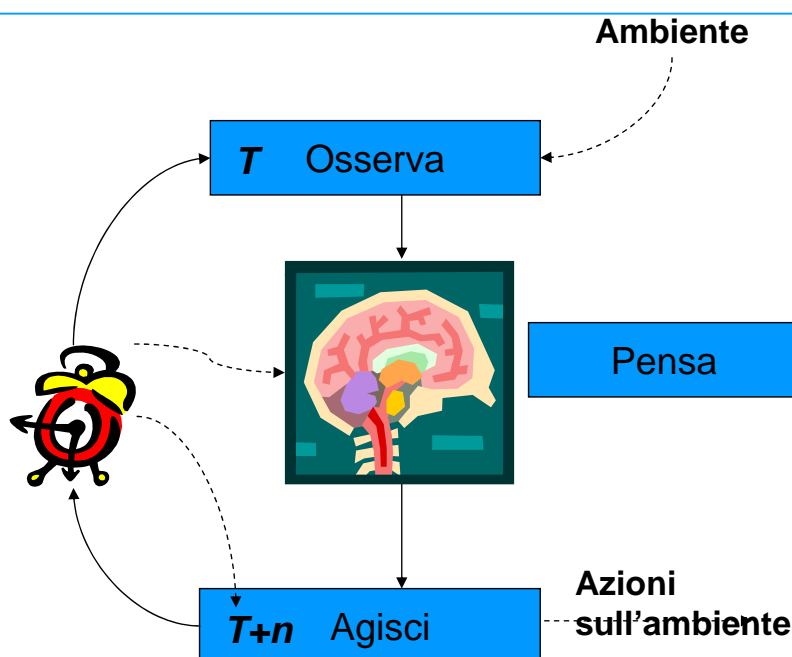 Ambiente
T Osserva
Pensa
Azioni
sull’ambiente
T+n Agisci